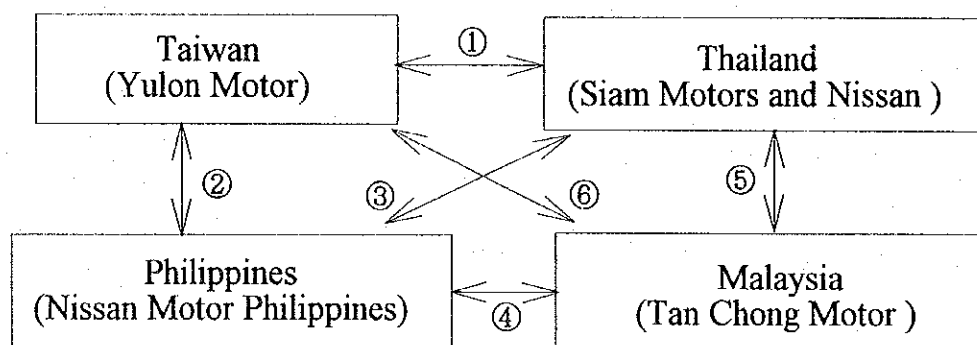 Taiwan
(Yulon Motor)
①
Thailand
(Siam Motors and Nissan )
②
③
⑥
⑤
Philippines
(Nissan Motor Philippines)
④
Malaysia
(Tan Chong Motor )